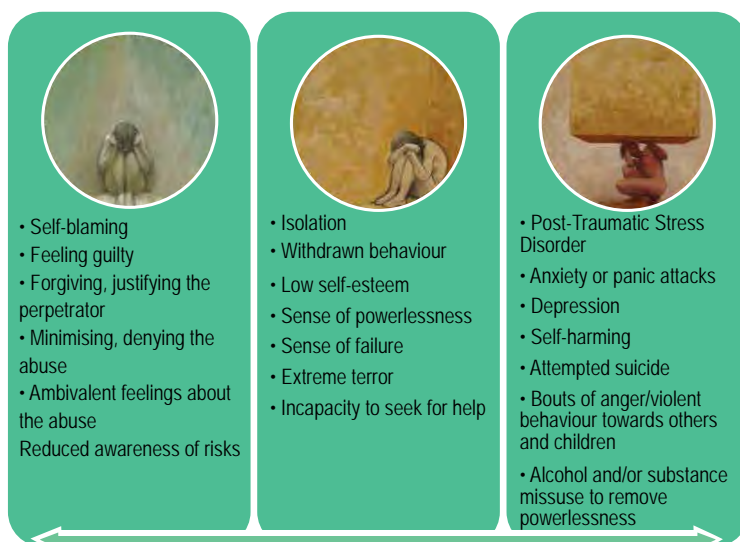 • Self-blaming
• Feeling guilty
• Forgiving, justifying the
perpetrator
• Minimising, denying the
abuse
• Ambivalent feelings about
the abuse
Reduced awareness of risks
• Isolation
• Withdrawn behaviour
• Low self-esteem
• Sense of powerlessness
• Sense of failure
• Extreme terror
• Incapacity to seek for help
• Post-Traumatic Stress
Disorder
• Anxiety or panic attacks
• Depression
• Self-harming
• Attempted suicide
• Bouts of anger/violent
behaviour towards others
and children
• Alcohol and/or substance
missuse to remove
powerlessness